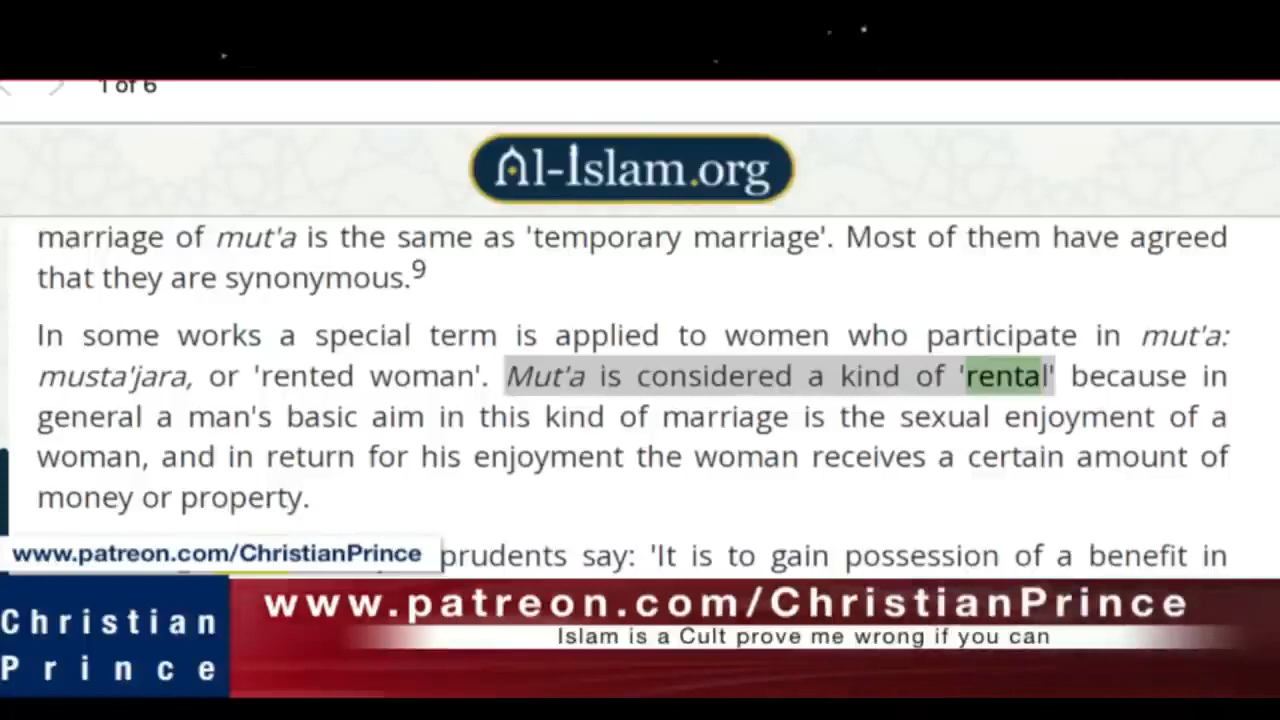 1 of 6
Al-Islam.org
marriage of mut'a is the same as 'temporary marriage'. Most of them have agreed
that they are synonymous.9
In some works a special term is applied to women who participate in mut'a:
musta'jara, or 'rented woman'. Mut'a is considered a kind of 'rental' because in
general a man's basic aim in this kind of marriage is the sexual enjoyment of a
woman, and in return for his enjoyment the woman receives a certain amount of
money or property.
www.patreon.com/ChristianPrince
prudents say: 'It is to gain possession of a benefit in
Christian
Prince
www.patreon.com/ChristianPrince
Islam is a Cult prove me wrong if you can